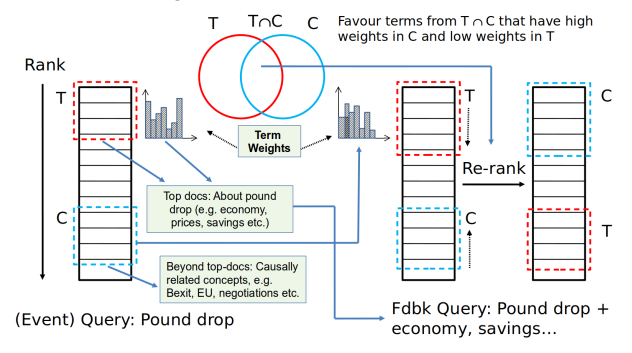 T
T∩C
C
Favour terms from T ∩ C that have high
weights in C and low weights in T
Rank
T
T
C
Term
Weights
Re-rank
Top docs: About pound
drop (e.g. economy,
prices, savings etc.)
C
C
T
Beyond top-docs: Causally
related concepts, e.g.
Bexit, EU, negotiations etc.
(Event) Query: Pound drop
Fdbk Query: Pound drop +
economy, savings...